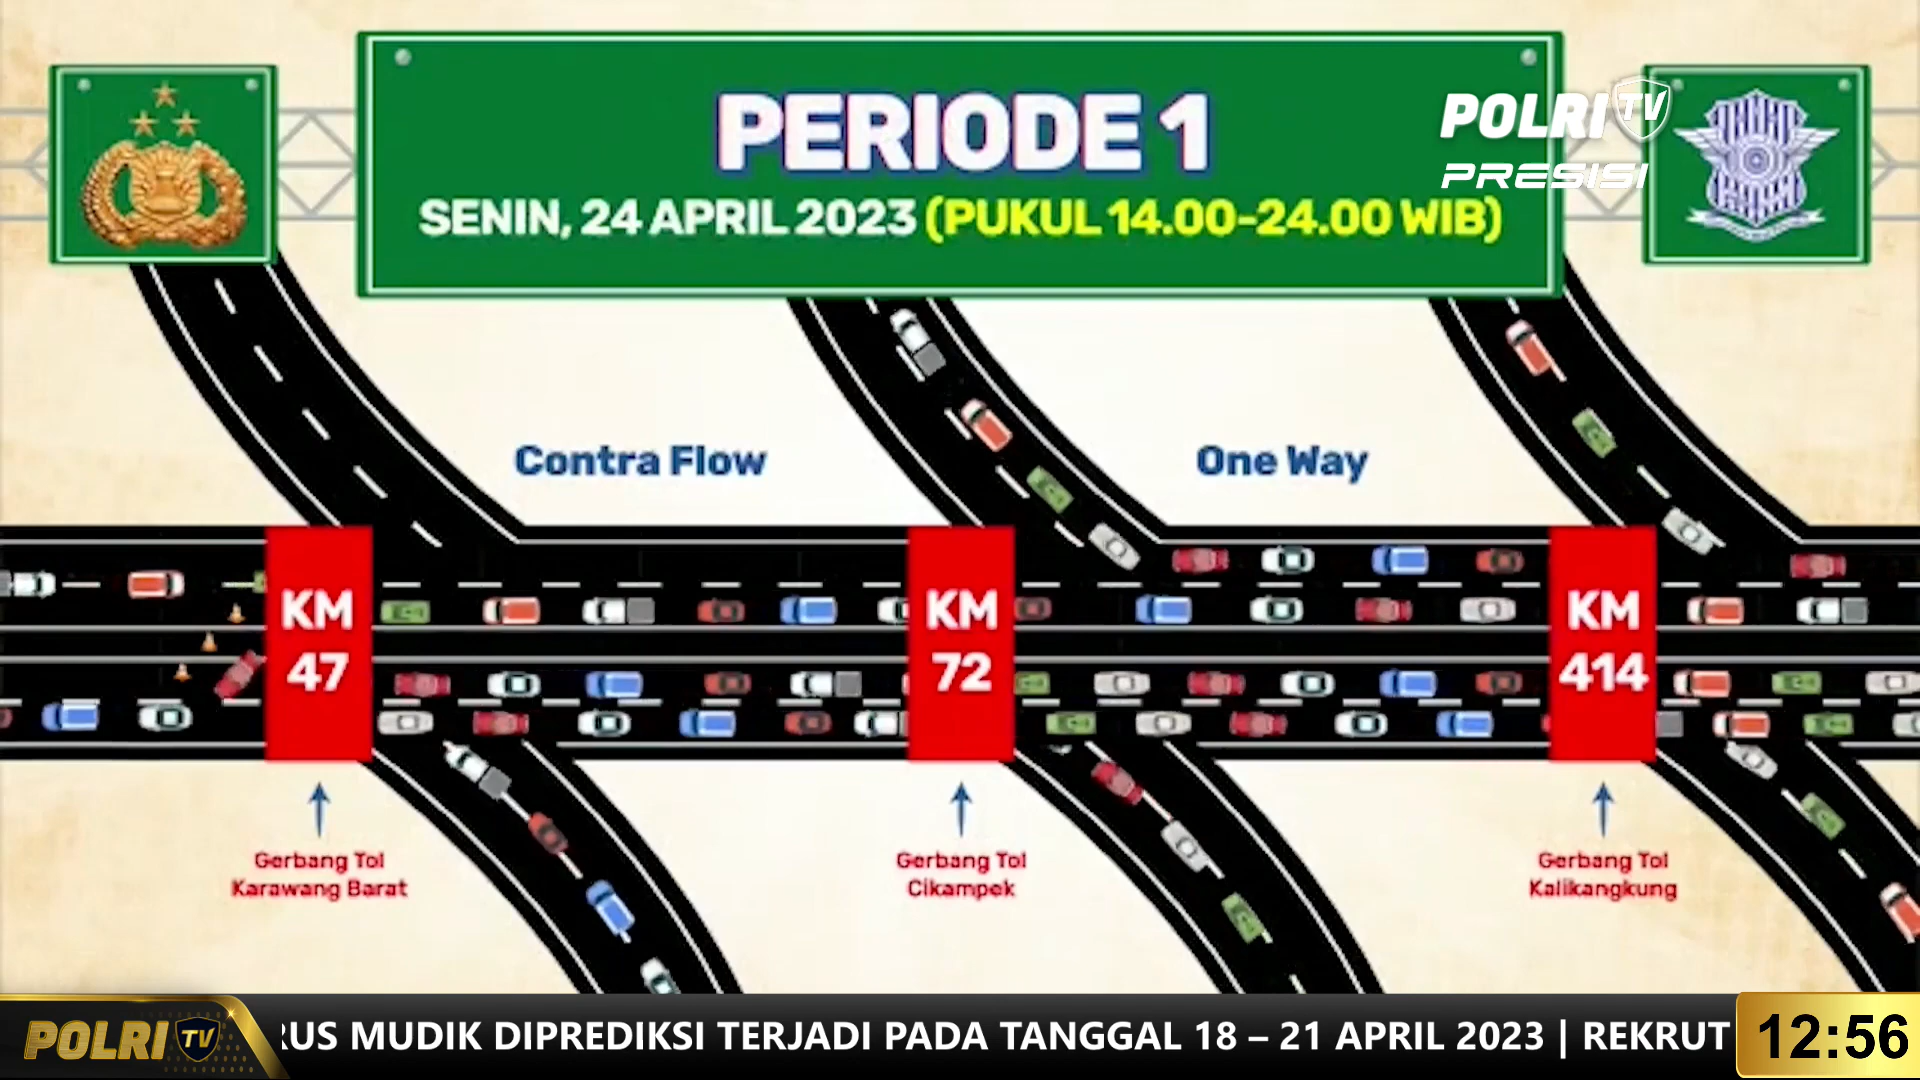 PERIODE 1
SENIN, 24 APRIL 2023 (PUKUL 14.00-24.00 WIB)
POLRI TV
PRESISI
Contra Flow
One Way
KM
47
KM
72
KM
414
Gerbang Tol
Karawang Barat
Gerbang Tol
Cikampek
Gerbang Tol
Kalikangkung
POLRI TV
RUS MUDIK DIPREDIKSI TERJADI PADA TANGGAL 18 – 21 APRIL 2023 | REKRUT
12:56